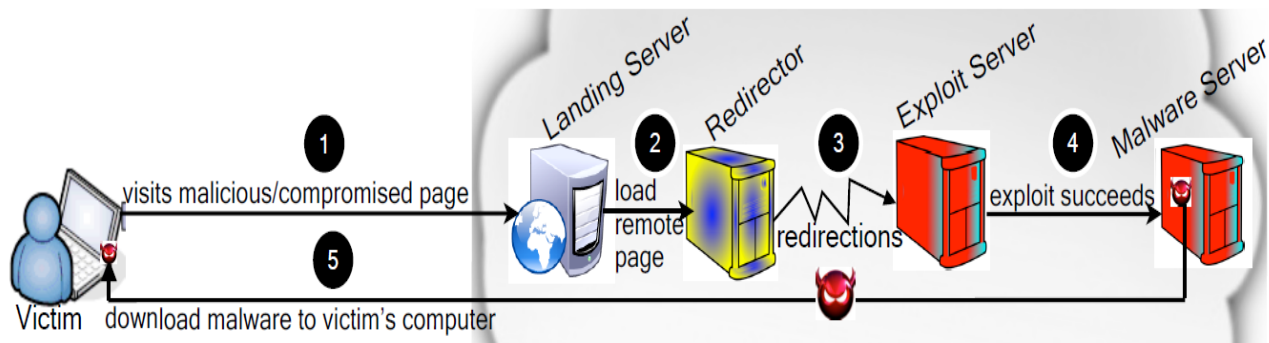 Landing Server
Redirector
Exploit Server
Malware Server
1
2
3
4
visits malicious/compromised page
load
remote
page
redirections
exploit succeeds
5
Victim
download malware to victim's computer